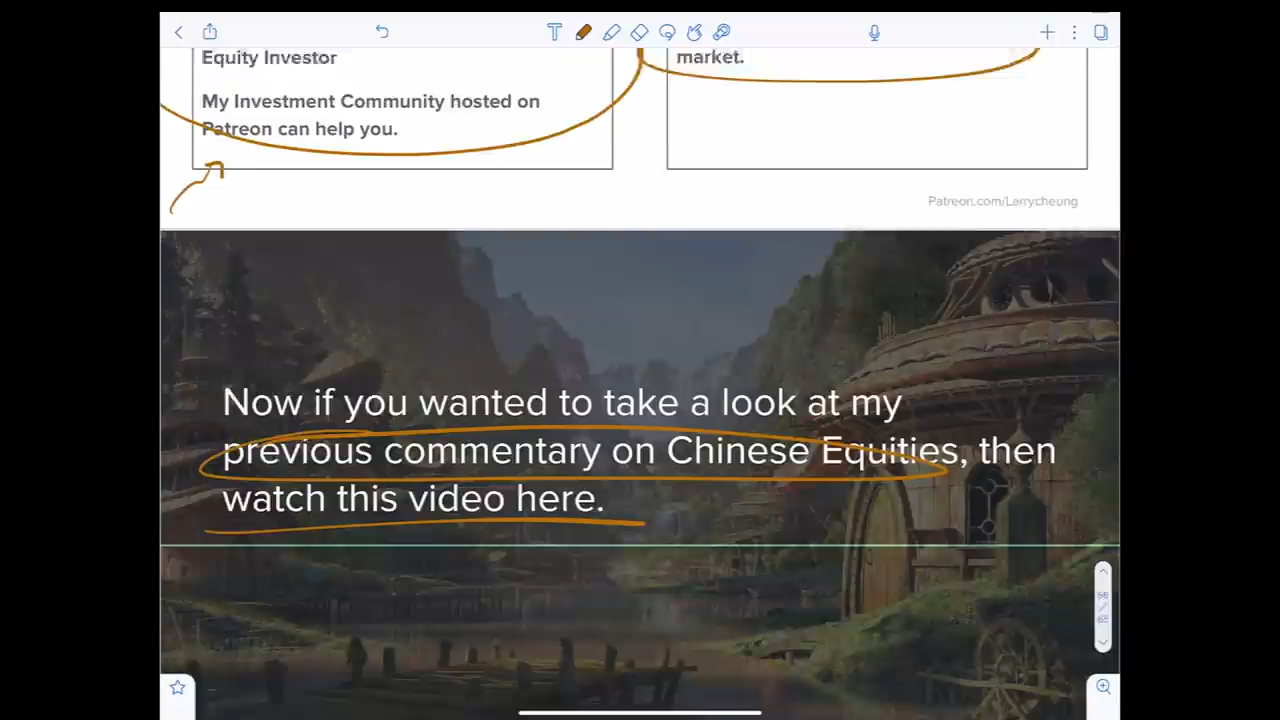 Equity Investor
My Investment Community hosted on
Patreon can help you.
market.
Patreon.com/Larrycheung
Now if you wanted to take a look at my
previous commentary on Chinese Equities, then
watch this video here.